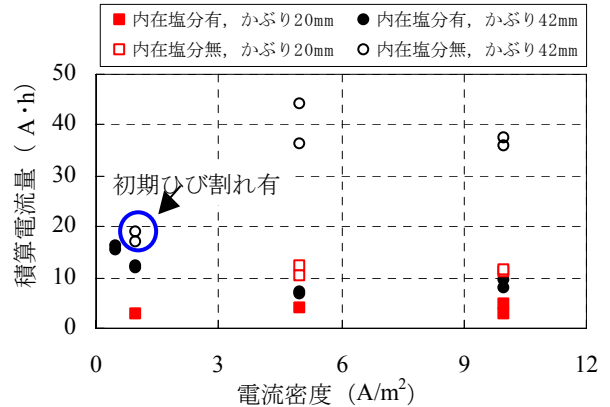 内在塩分有，かぶり20mm 内在塩分有，かぶり42mm
内在塩分無，かぶり20mm 内在塩分無，かぶり42mm
積算電流量（ A･h）
50
40
30
20
10
0
初期ひび割れ有
0 3 6 9 12
電流密度（A/m²）